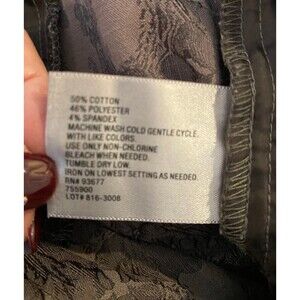 50% COTTON
46% POLYESTER
4% SPANDEX
MACHINE WASH COLD GENTLE CYCLE.
WITH LIKE COLORS.
USE ONLY NON-CHLORINE
BLEACH WHEN NEEDED.
TUMBLE DRY LOW.
IRON ON LOWEST SETTING AS NEEDED.
RN# 93677
755900
LOT# 816-3008